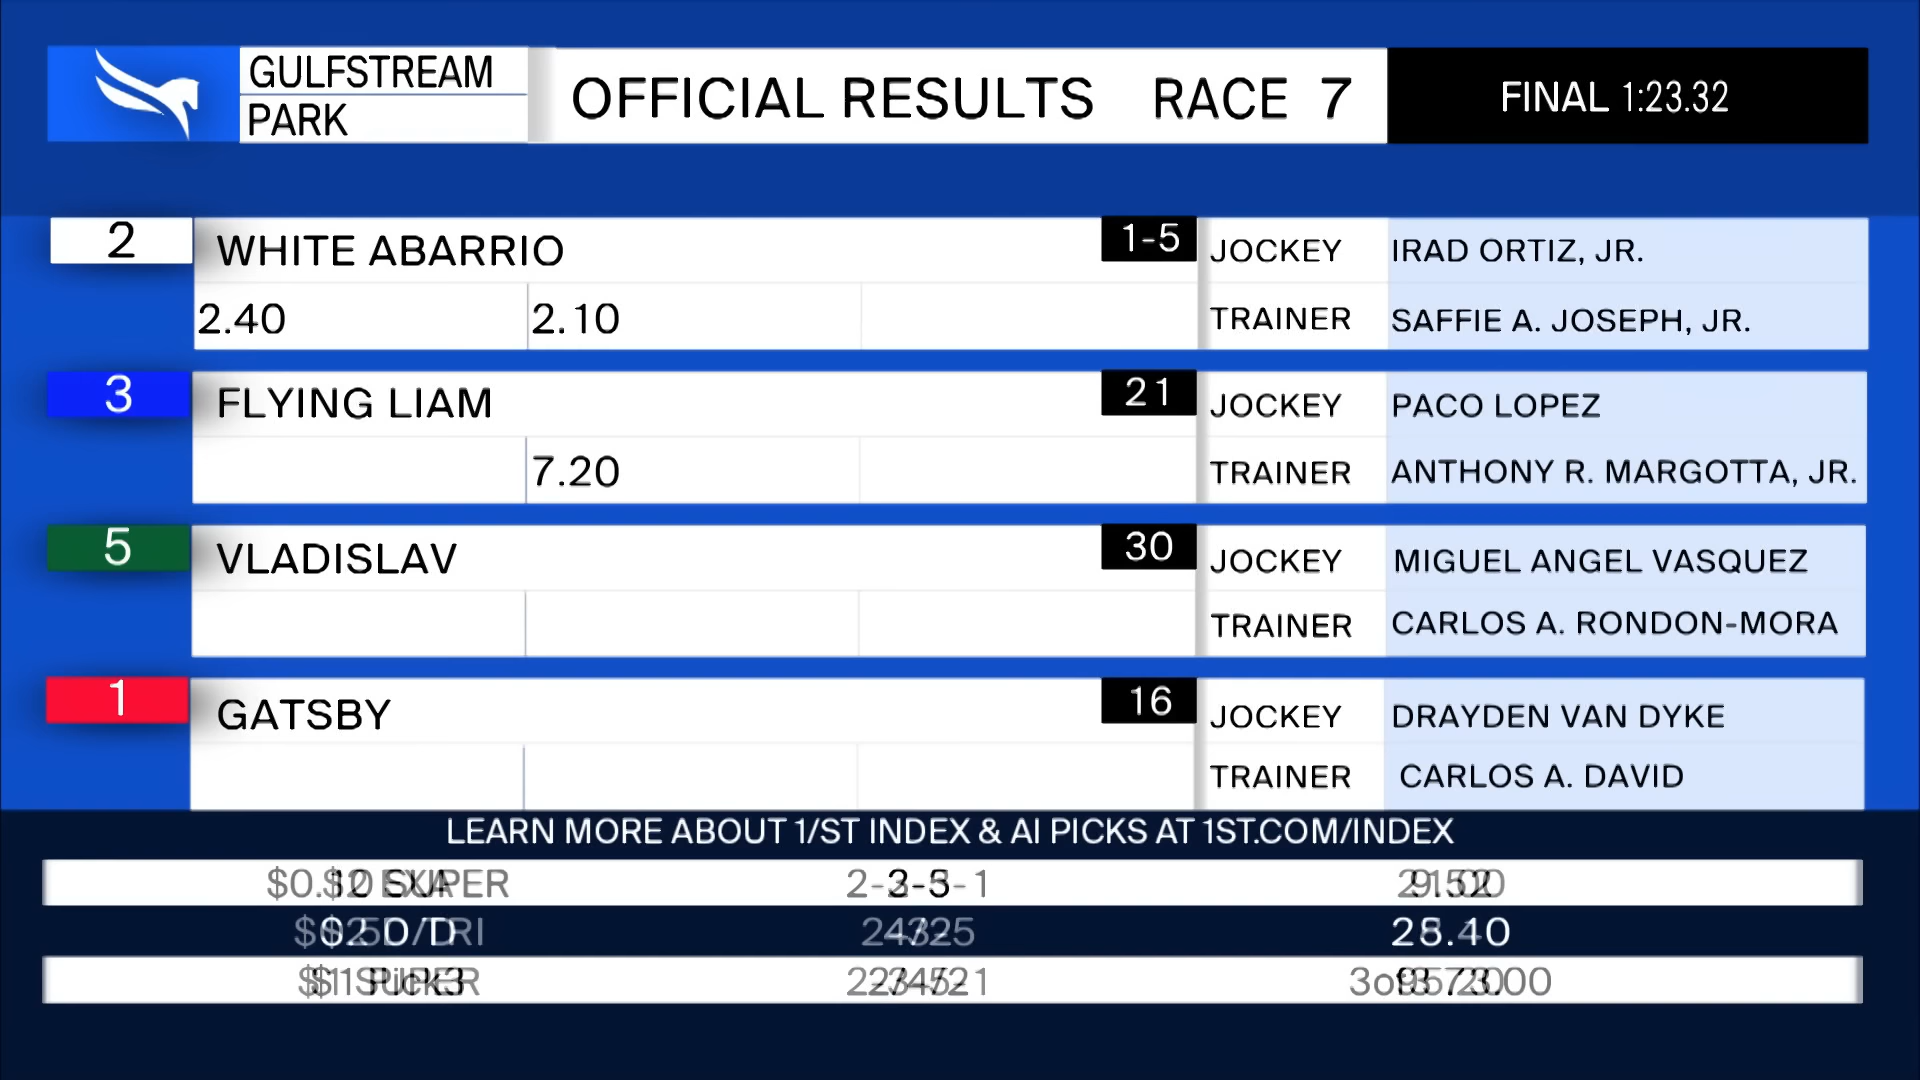 GULFSTREAM
PARK
OFFICIAL RESULTS RACE 7
FINAL 1:23.32
2 WHITE ABARRIO 1-5 JOCKEY IRAD ORTIZ, JR.
2.40 2.10 TRAINER SAFFIE A. JOSEPH, JR.
3 FLYING LIAM 21 JOCKEY PACO LOPEZ
7.20 TRAINER ANTHONY R. MARGOTTA, JR.
5 VLADISLAV 30 JOCKEY MIGUEL ANGEL VASQUEZ
TRAINER CARLOS A. RONDON-MORA
1 GATSBY 16 JOCKEY DRAYDEN VAN DYKE
TRAINER CARLOS A. DAVID
LEARN MORE ABOUT 1/ST INDEX & AI PICKS AT 1ST.COM/INDEX